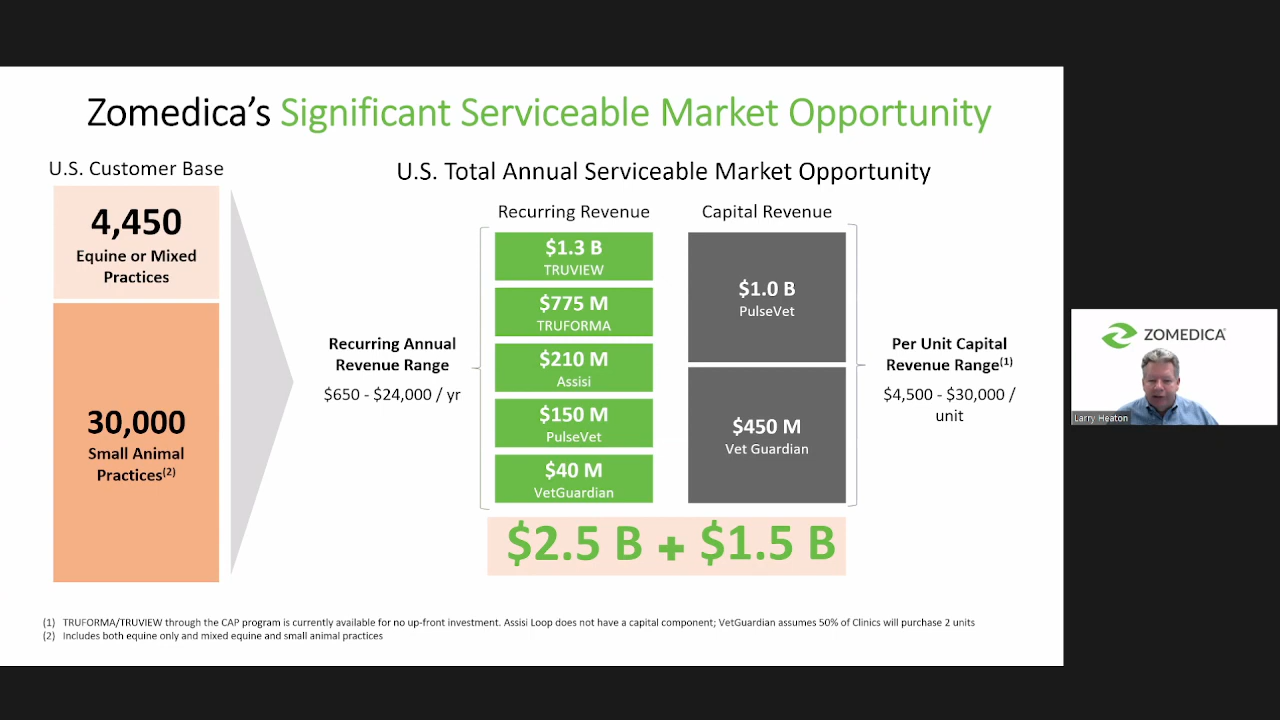 Zomedica's Significant Serviceable Market Opportunity
U.S. Customer Base
4,450
Equine or Mixed
Practices
30,000
Small Animal
Practices(2)
U.S. Total Annual Serviceable Market Opportunity
Recurring Annual
Revenue Range
$650 - $24,000 / yr
Recurring Revenue
$1.3 B
TRUVIEW
$775 M
TRUFORMA
$210 M
Assisi
$150 M
PulseVet
$40 M
VetGuardian
Capital Revenue
$1.0 B
PulseVet
$450 M
Vet Guardian
Per Unit Capital
Revenue Range(1)
$4,500 - $30,000 /
unit
$2.5 B + $1.5 B
(1) TRUFORMA/TRUVIEW through the CAP program is currently available for no up-front investment. Assisi Loop does not have a capital component; VetGuardian assumes 50% of Clinics will purchase 2 units
(2) Includes both equine only and mixed equine and small animal practices
ZOMEDICA
Larry Heaton